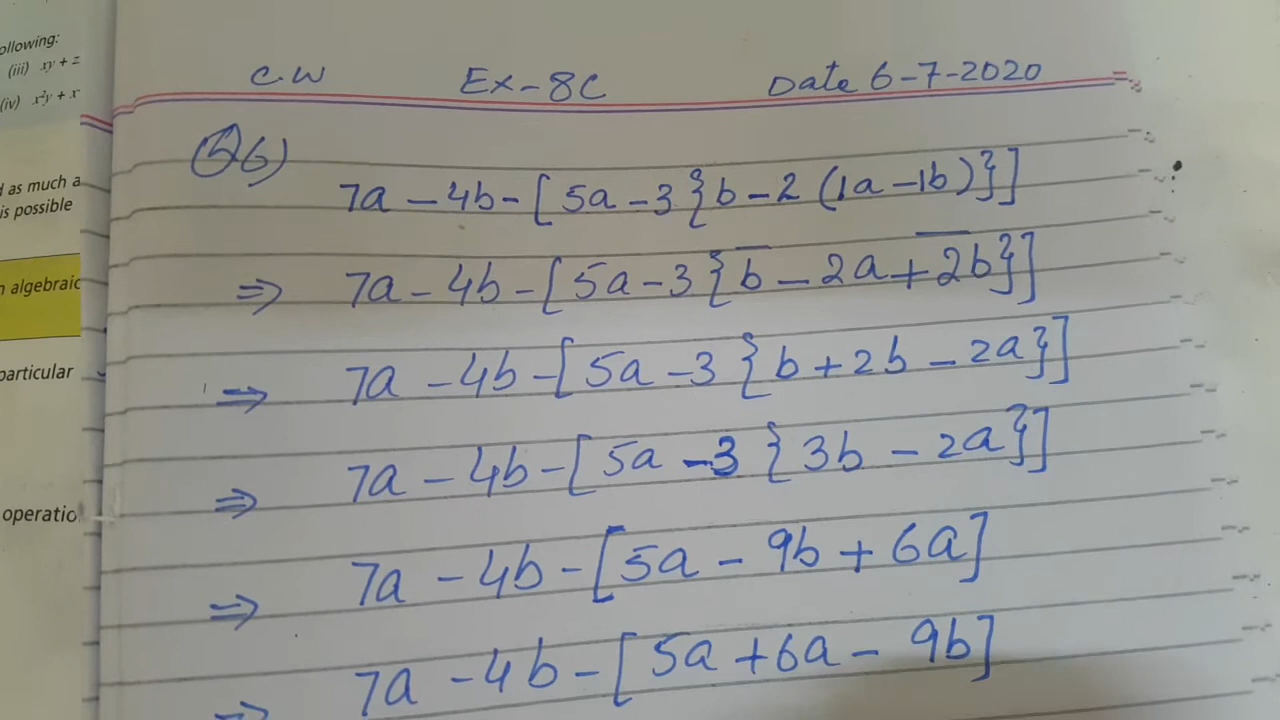 ollowing:
(iii) xy + z
(iv) x²y + x
d as much a
is possible
n algebraic
particular
operatio
C.W Ex-8C Date 6-7-2020
Q6)
7a - 4b - [5a - 3{b - 2(1a - 1b)}]
⇒ 7a - 4b - [5a - 3{b - 2a + 2b}]
⇒ 7a - 4b - [5a - 3{b + 2b - 2a}]
⇒ 7a - 4b - [5a - 3{3b - 2a}]
⇒ 7a - 4b - [5a - 9b + 6a]
⇒ 7a - 4b - [5a + 6a - 9b]